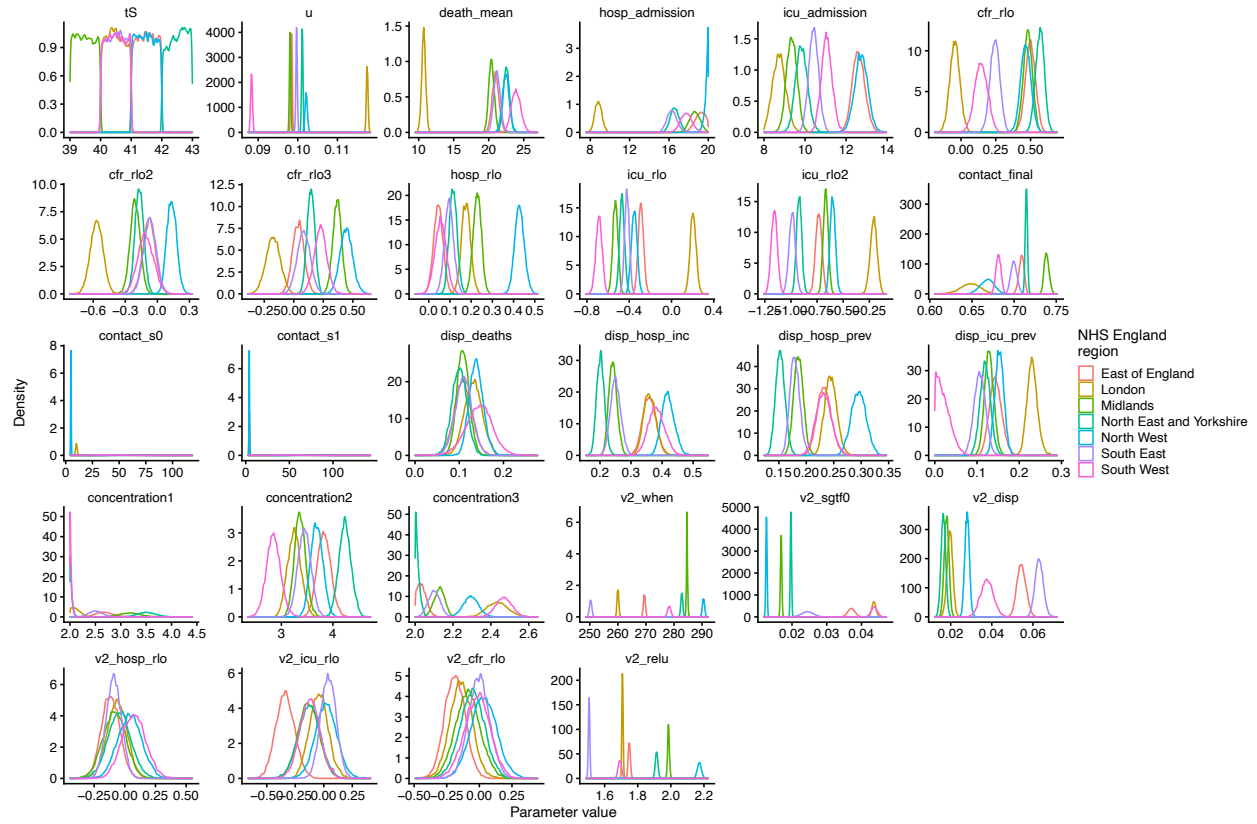 tS
u
death_mean
hosp_admission
icu_admission
cfr_rlo
0.9
0.6
0.3
0.0
39 40 41 42 43
4000
3000
2000
1000
0
0.09 0.10 0.11
1.5
1.0
0.5
0.0
10 15 20 25
3
2
1
0
8 12 16 20
1.5
1.0
0.5
0.0
8 10 12 14
10
5
0
0.00 0.25 0.50
cfr_rlo2
cfr_rlo3
hosp_rlo
icu_rlo
icu_rlo2
contact_final
10.0
7.5
5.0
2.5
0.0
−0.6 −0.3 0.0 0.3
12.5
10.0
7.5
5.0
2.5
0.0
−0.25 0.00 0.25 0.50
20
15
10
5
0
0.0 0.1 0.2 0.3 0.4 0.5
15
10
5
0
−0.8 −0.4 0.0 0.4
15
10
5
0
−1.25−1.00−0.75−0.50−0.25
300
200
100
0
0.60 0.65 0.70 0.75
contact_s0
contact_s1
disp_deaths
disp_hosp_inc
disp_hosp_prev
disp_icu_prev
8
6
4
2
0
0 25 50 75 100
6
4
2
0
0 50 100
20
10
0
0.0 0.1 0.2
30
20
10
0
0.2 0.3 0.4 0.5
40
30
20
10
0
0.15 0.20 0.25 0.30 0.35
30
20
10
0
0.0 0.1 0.2 0.3
Density
concentration1
concentration2
concentration3
v2_when
v2_sgtf0
v2_disp
50
40
30
20
10
0
2.0 2.5 3.0 3.5 4.0 4.5
3
2
1
0
3 4
50
40
30
20
10
0
2.0 2.2 2.4 2.6
6
4
2
0
250 260 270 280 290
5000
4000
3000
2000
1000
0
0.02 0.03 0.04
300
200
100
0
0.02 0.04 0.06
v2_hosp_rlo
v2_icu_rlo
v2_cfr_rlo
v2_relu
6
4
2
0
−0.25 0.00 0.25 0.50
6
4
2
0
−0.50 −0.25 0.00 0.25
5
4
3
2
1
0
−0.50 −0.25 0.00 0.25
200
150
100
50
0
1.6 1.8 2.0 2.2
Parameter value
NHS England
region
East of England
London
Midlands
North East and Yorkshire
North West
South East
South West